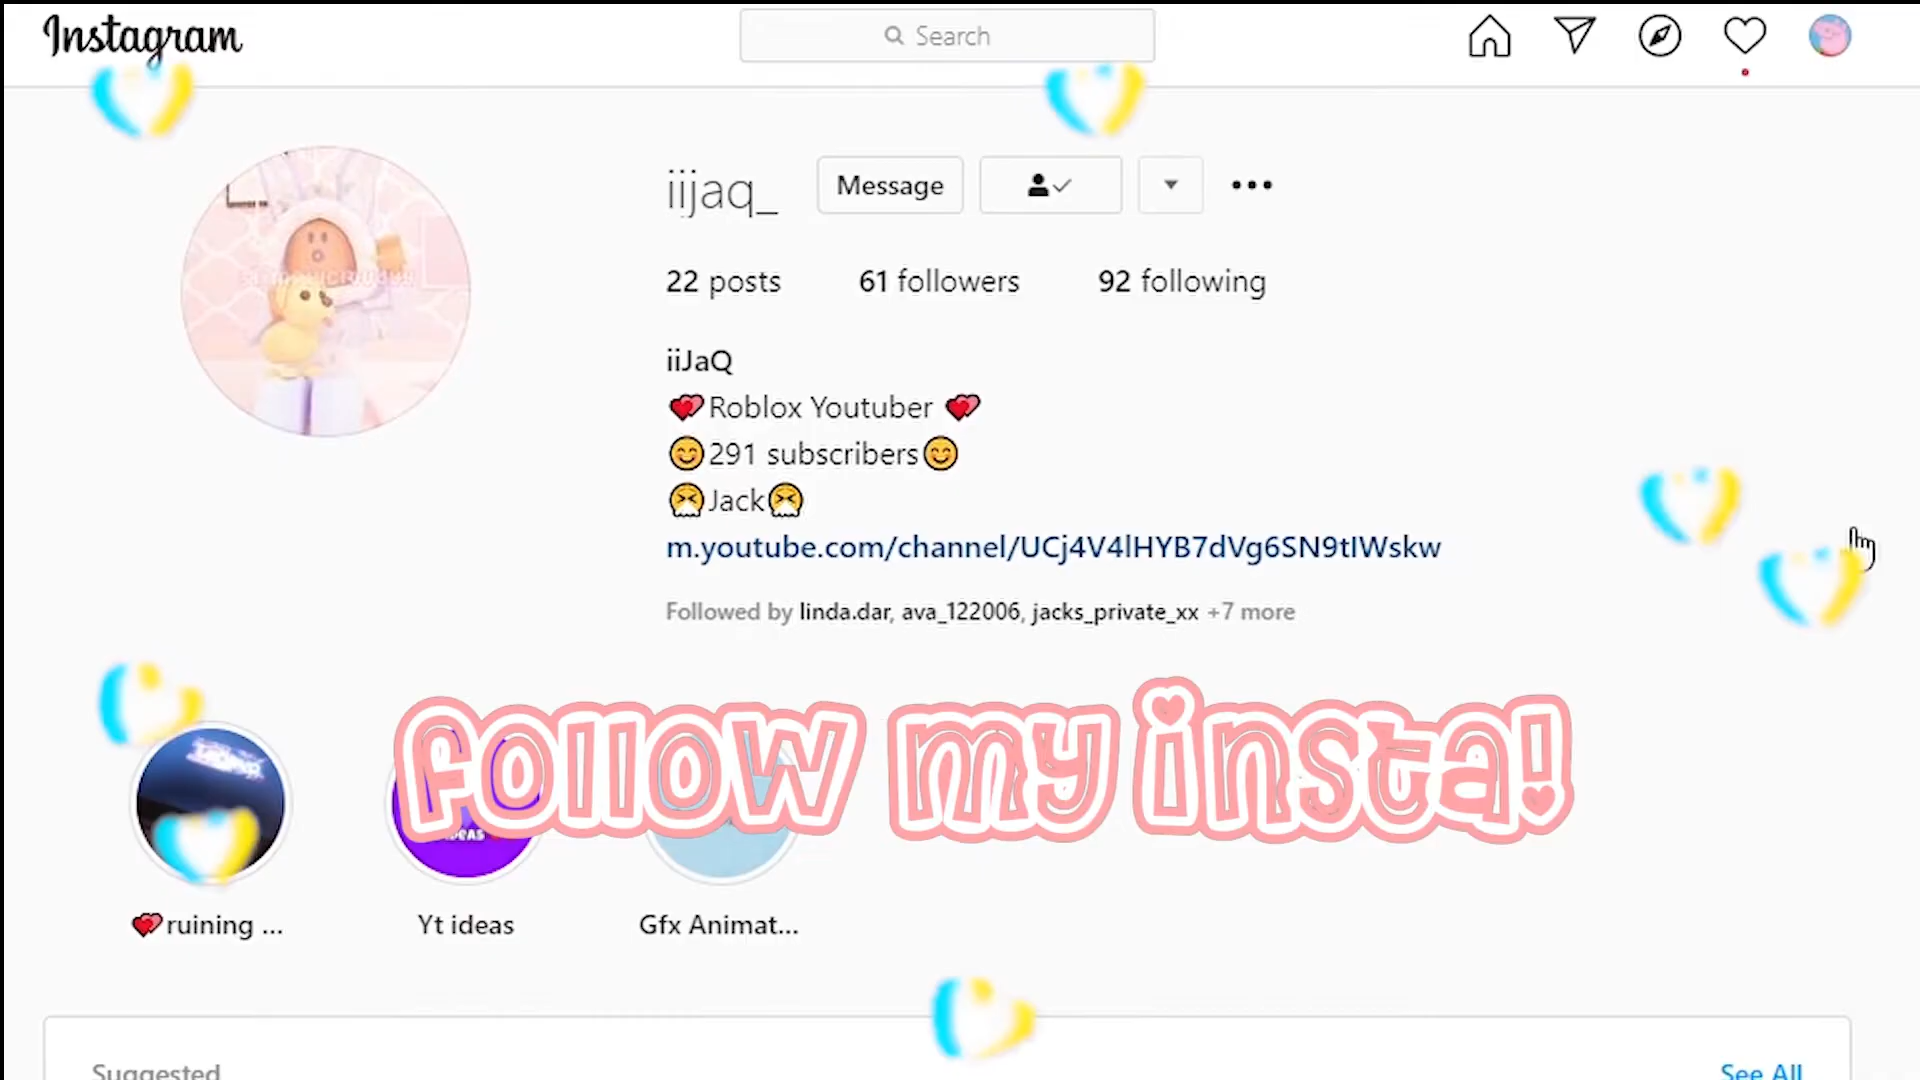 Instagram
Search
iijaq_
Message
22 posts
61 followers
92 following
iiJaQ
💕Roblox Youtuber 💕
😊291 subscribers😊
😤Jack😤
m.youtube.com/channel/UCj4V4lHYB7dVg6SN9tIWskw
Followed by linda.dar, ava_122006, jacks_private_xx +7 more
follow my insta!
💕ruining ...
Yt ideas
Gfx Animat...
Suggested
See All